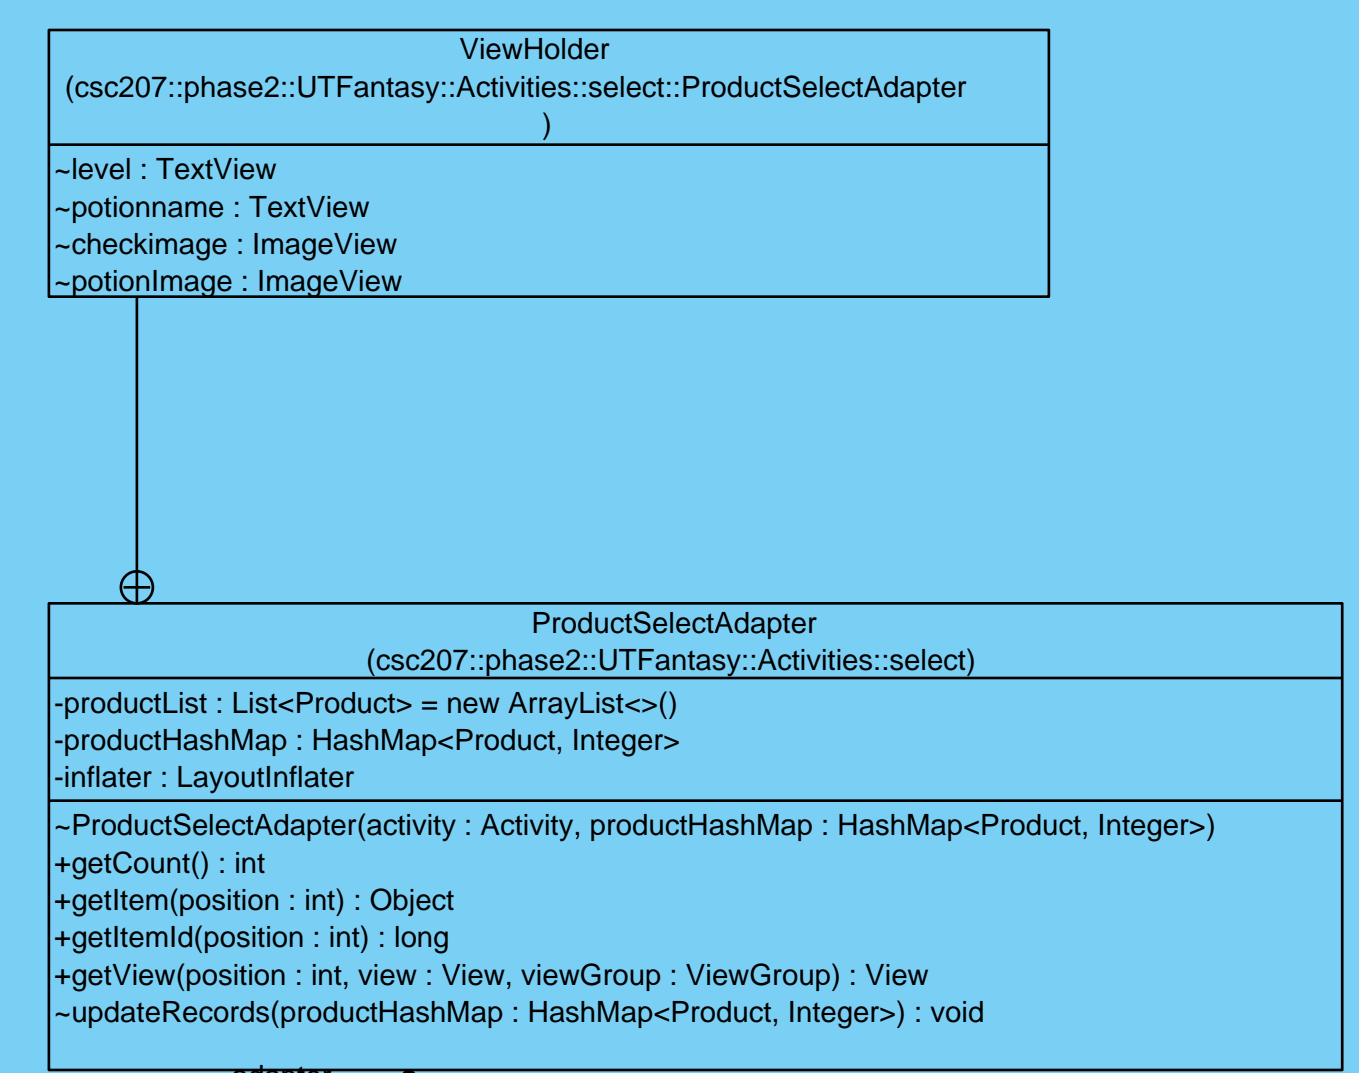 ViewHolder
(csc207::phase2::UTFantasy::Activities::select::ProductSelectAdapter
)
~level : TextView
~potionname : TextView
~checkimage : ImageView
~potionImage : ImageView
ProductSelectAdapter
(csc207::phase2::UTFantasy::Activities::select)
-productList : List<Product> = new ArrayList<>()
-productHashMap : HashMap<Product, Integer>
-inflater : LayoutInflater
~ProductSelectAdapter(activity : Activity, productHashMap : HashMap<Product, Integer>)
+getCount() : int
+getItem(position : int) : Object
+getItemId(position : int) : long
+getView(position : int, view : View, viewGroup : ViewGroup) : View
~updateRecords(productHashMap : HashMap<Product, Integer>) : void